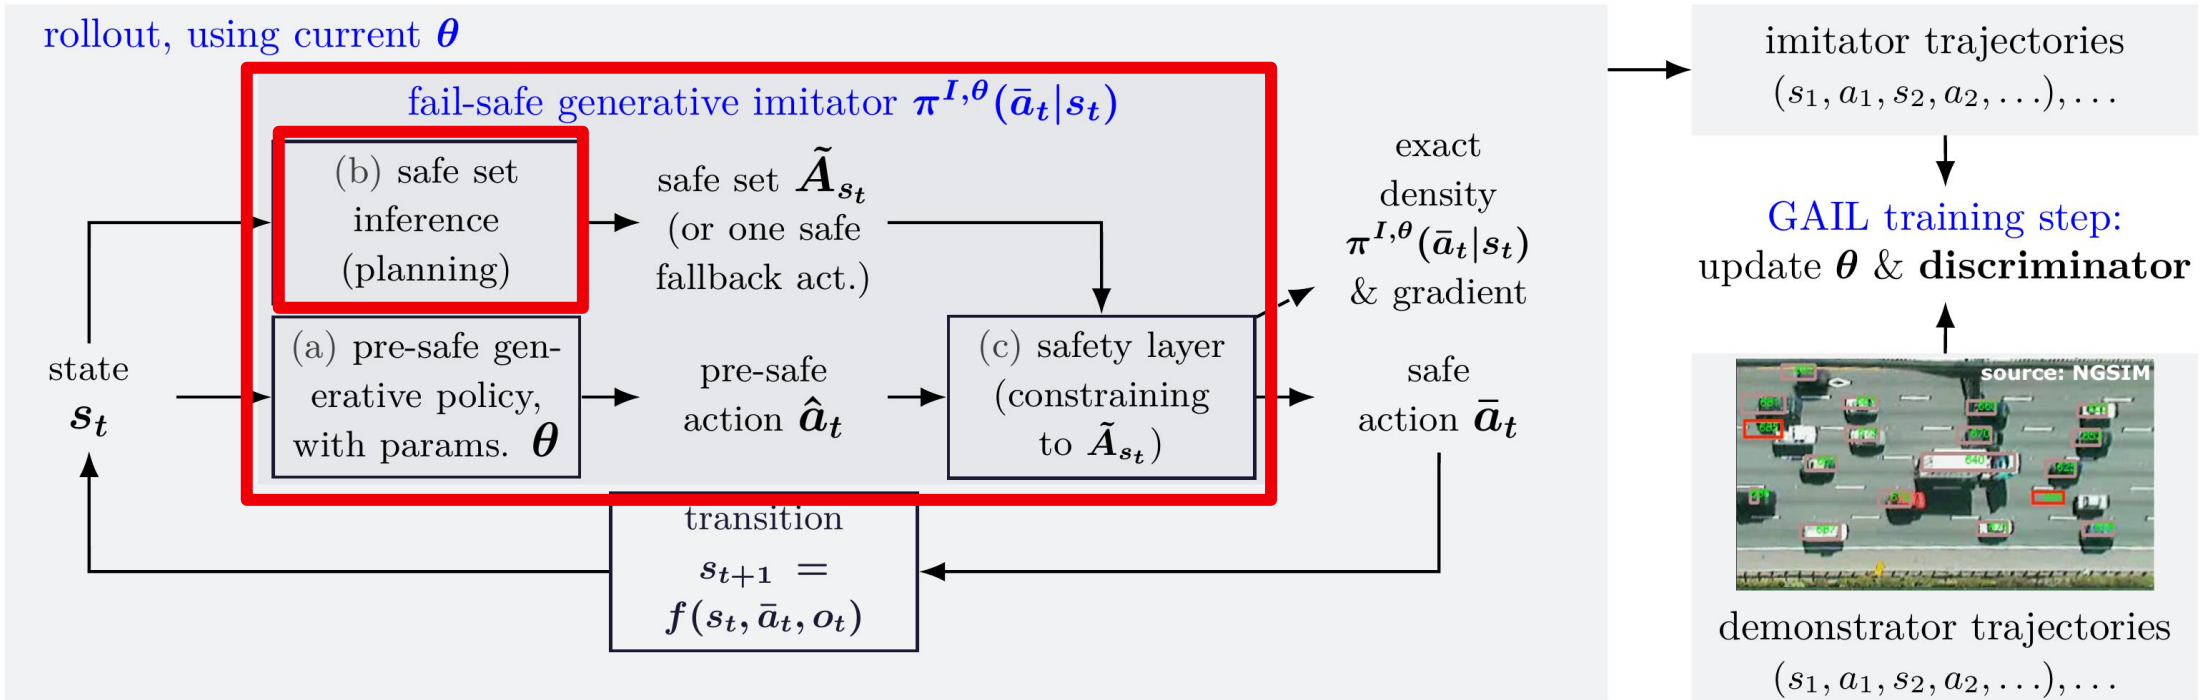 rollout, using current θ
fail-safe generative imitator π^{I,θ}(ā_t|s_t)
(b) safe set
inference
(planning)
safe set Ã_{s_t}
(or one safe
fallback act.)
exact
density
π^{I,θ}(ā_t|s_t)
& gradient
state
s_t
(a) pre-safe gen-
erative policy,
with params. θ
pre-safe
action â_t
(c) safety layer
(constraining
to Ã_{s_t})
safe
action ā_t
transition
s_{t+1} =
f(s_t, ā_t, o_t)
imitator trajectories
(s_1, a_1, s_2, a_2, . . .), . . .
GAIL training step:
update θ & discriminator
source: NGSIM
640
demonstrator trajectories
(s_1, a_1, s_2, a_2, . . .), . . .